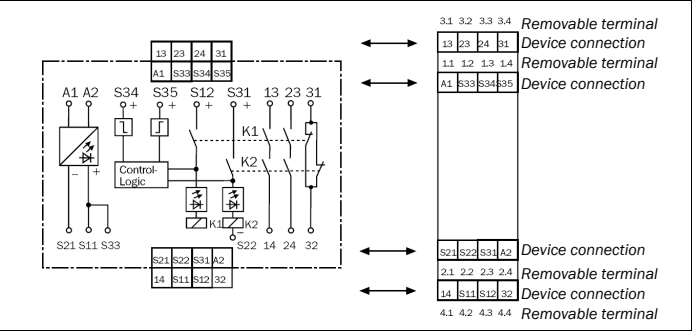 13 23 24 31
A1 S33 S34 S35
A1 A2 S34 S35 S12 S31 13 23 31
+ + + +
K1
K2
Control-
Logic
− +
K1 K2
−
S21 S11 S33 S22 14 24 32
S21 S22 S31 A2
14 S11 S12 32
3.1 3.2 3.3 3.4 Removable terminal
13 23 24 31 Device connection
1.1 1.2 1.3 1.4 Removable terminal
A1 S33 S34 S35 Device connection
S21 S22 S31 A2 Device connection
2.1 2.2 2.3 2.4 Removable terminal
14 S11 S12 32 Device connection
4.1 4.2 4.3 4.4 Removable terminal